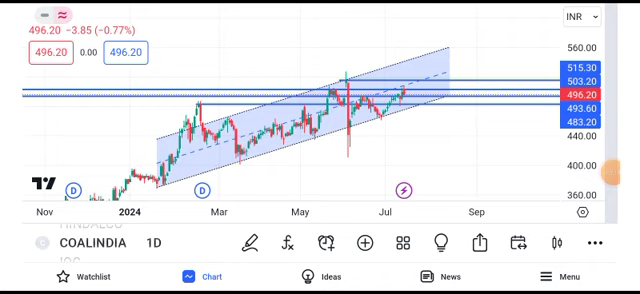 496.20 −3.85 (−0.77%)
INR
496.20 0.00 496.20
560.00
515.30
503.20
496.20
493.60
483.20
440.00
400.00
360.00
TV
D D
Nov 2024 Mar May Jul Sep
COALINDIA 1D
Watchlist Chart Ideas News Menu